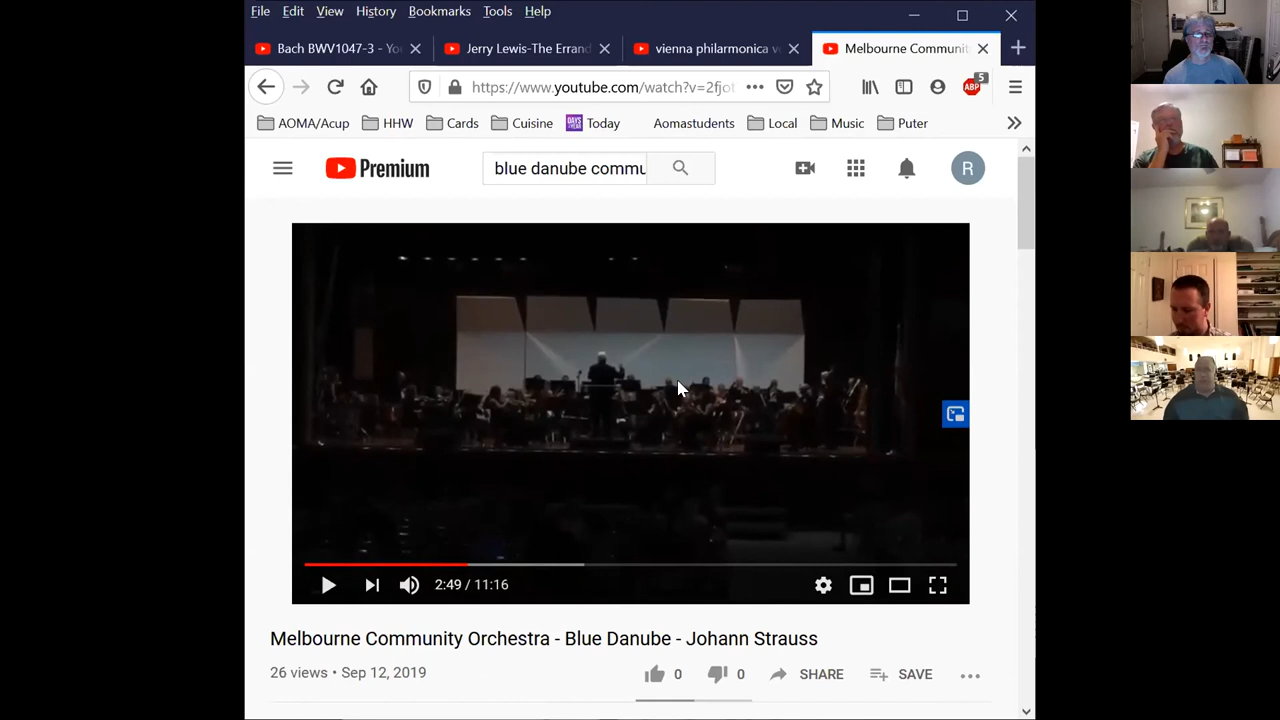 File Edit View History Bookmarks Tools Help
Bach BWV1047-3 - Yo
Jerry Lewis-The Errand
vienna philarmonica v
Melbourne Communit
https://www.youtube.com/watch?v=2fjot
ABP
5
AOMA/Acup HHW Cards Cuisine Today Aomastudents Local Music Puter
Premium
blue danube commu
R
2:49 / 11:16
Melbourne Community Orchestra - Blue Danube - Johann Strauss
26 views • Sep 12, 2019
0 0 SHARE SAVE